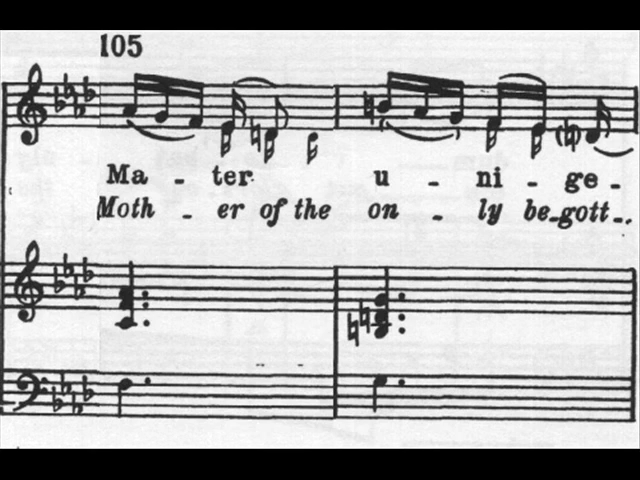 105
Ma - ter. u - ni - ge -
Moth - er of the on - ly be - gott -